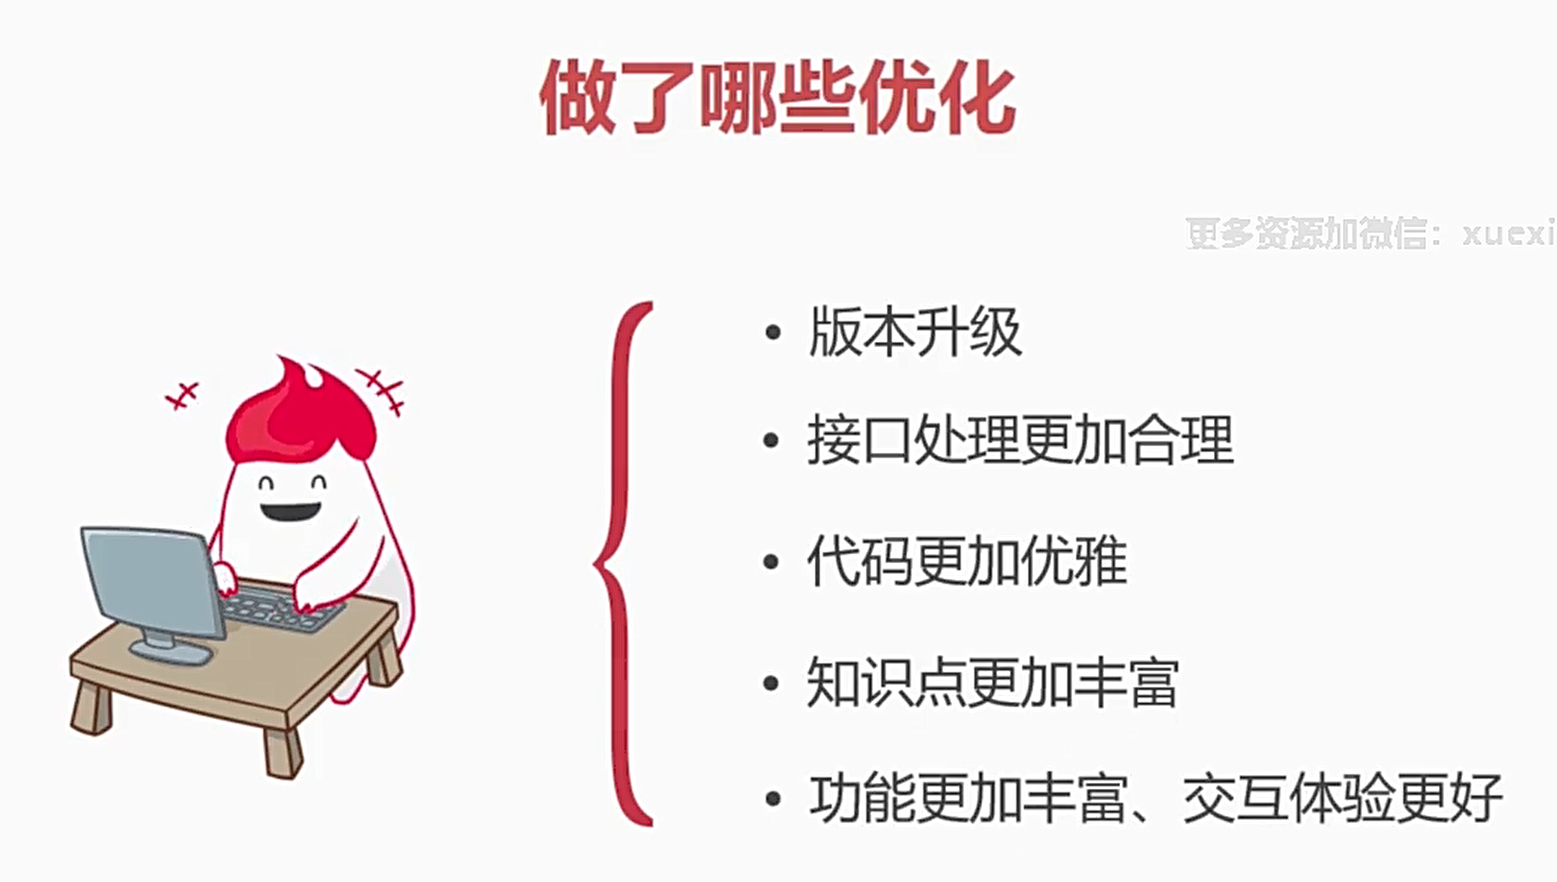 做了哪些优化
更多资源加微信：xuexi
• 版本升级
• 接口处理更加合理
• 代码更加优雅
• 知识点更加丰富
• 功能更加丰富、交互体验更好